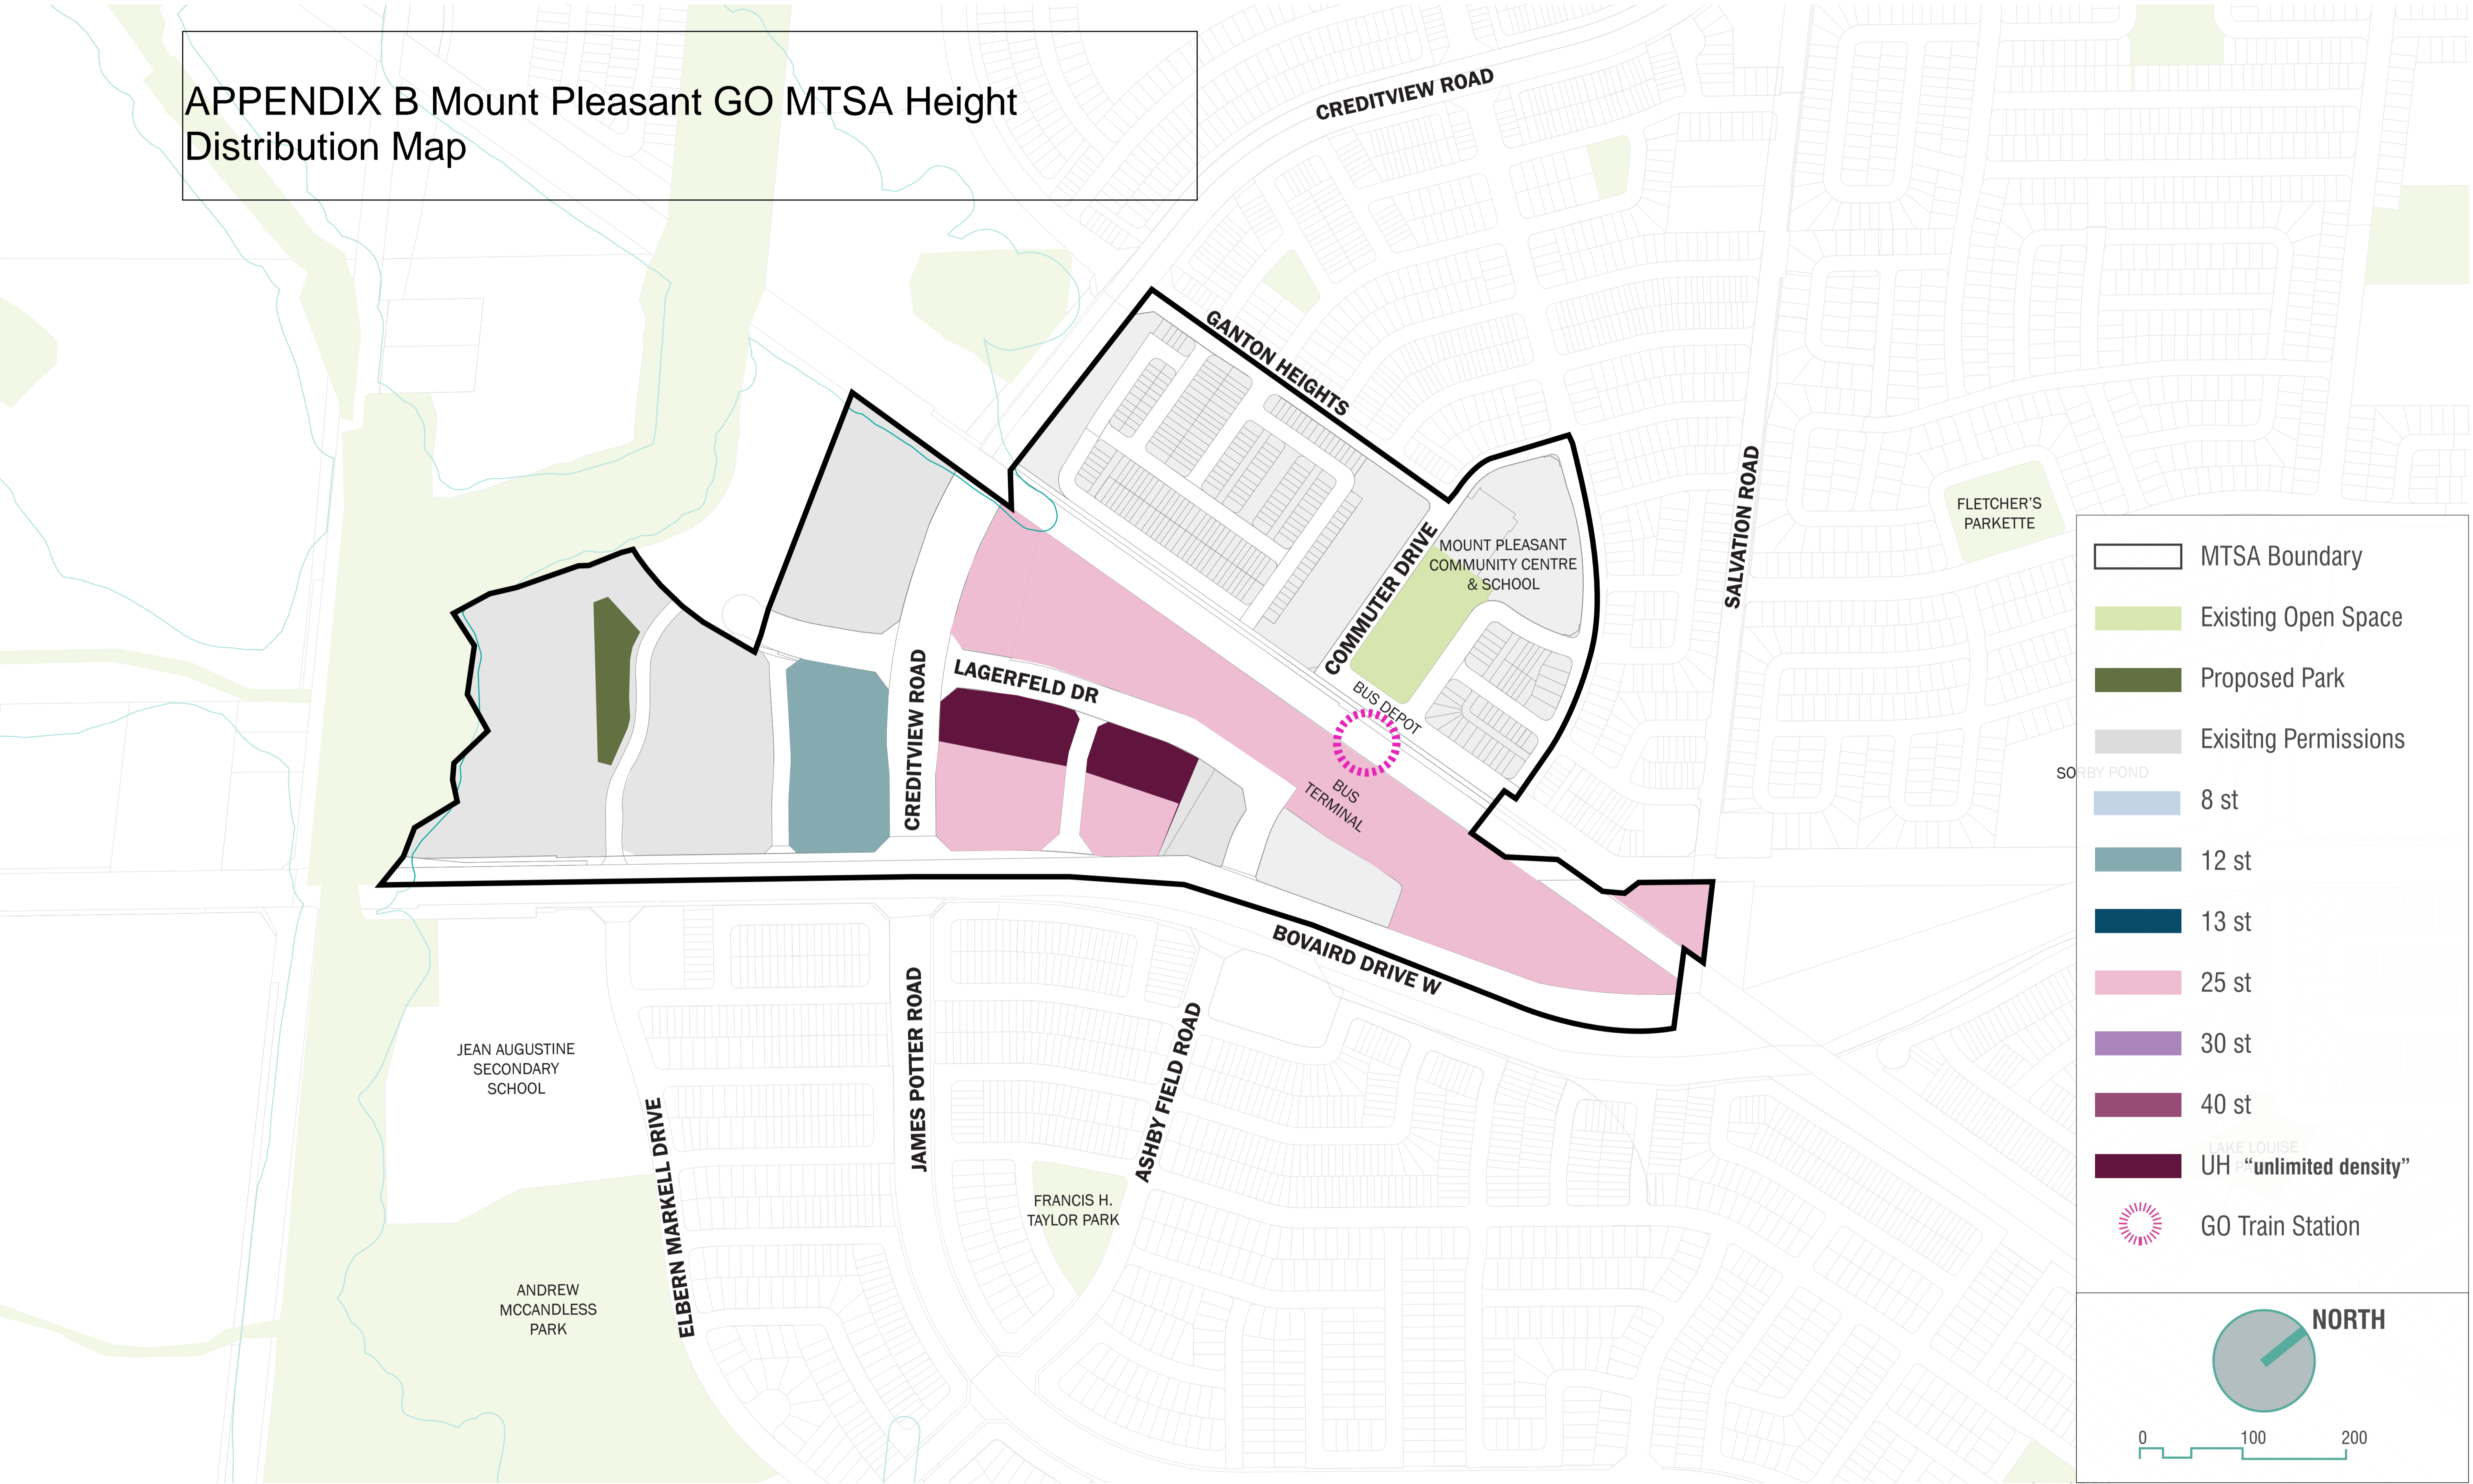 APPENDIX B Mount Pleasant GO MTSA Height
Distribution Map
CREDITVIEW ROAD
GANTON HEIGHTS
SALVATION ROAD
FLETCHER'S
PARKETTE
COMMUTER DRIVE
MOUNT PLEASANT
COMMUNITY CENTRE
& SCHOOL
CREDITVIEW ROAD
LAGERFELD DR
BUS DEPOT
BUS
TERMINAL
SORBY POND
BOVAIRD DRIVE W
JEAN AUGUSTINE
SECONDARY
SCHOOL
JAMES POTTER ROAD
ASHBY FIELD ROAD
ELBERN MARKELL DRIVE
FRANCIS H.
TAYLOR PARK
ANDREW
MCCANDLESS
PARK
MTSA Boundary
Existing Open Space
Proposed Park
Exisitng Permissions
8 st
12 st
13 st
25 st
30 st
40 st
LAKE LOUISE
UH "unlimited density"
GO Train Station
NORTH
0 100 200